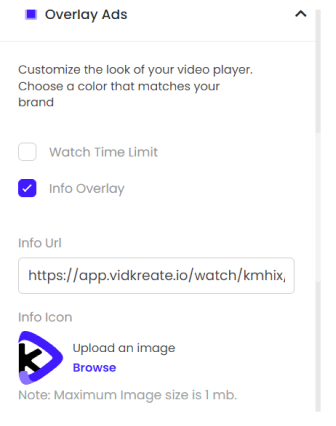 Overlay Ads
Customize the look of your video player.
Choose a color that matches your
brand
Watch Time Limit
Info Overlay
Info Url
https://app.vidkreate.io/watch/kmhix,
Info Icon
Upload an image
Browse
Note: Maximum Image size is 1 mb.